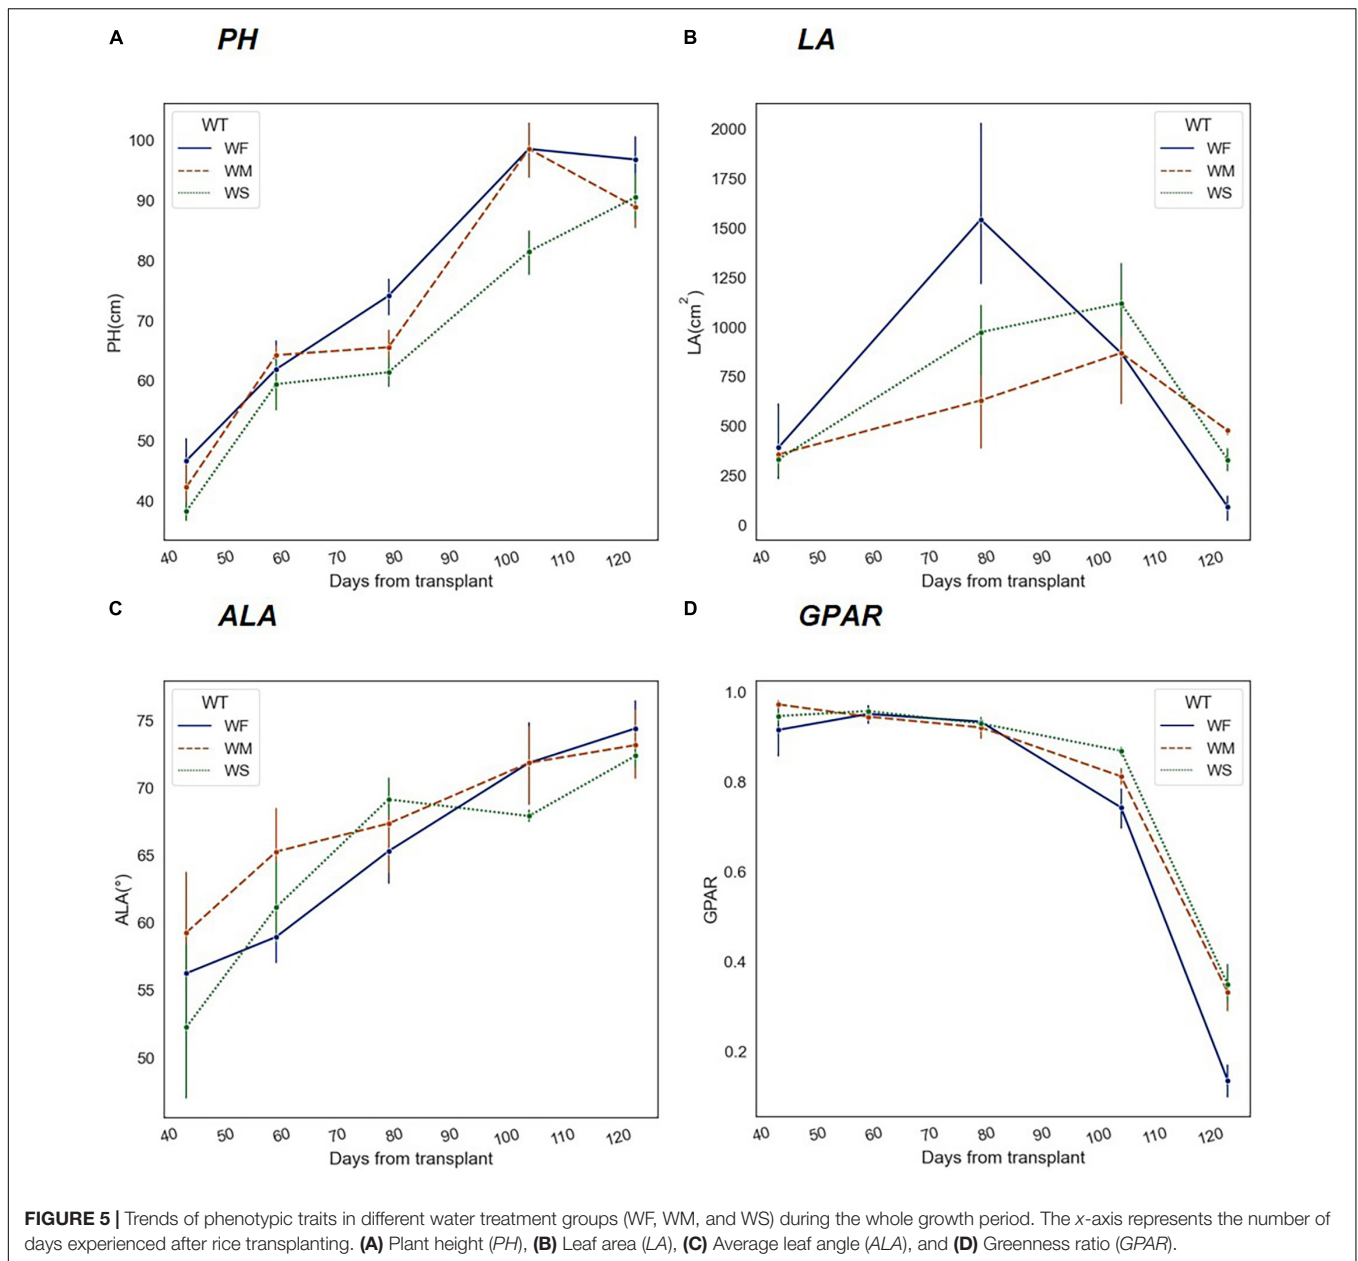 A
PH
WT
WF
WM
WS
PH(cm)
100
90
80
70
60
50
40
40 50 60 70 80 90 100 110 120
Days from transplant
B
LA
WT
WF
WM
WS
LA(cm2)
2000
1750
1500
1250
1000
750
500
250
0
40 50 60 70 80 90 100 110 120
Days from transplant
C
ALA
WT
WF
WM
WS
ALA(°)
75
70
65
60
55
50
40 50 60 70 80 90 100 110 120
Days from transplant
D
GPAR
WT
WF
WM
WS
GPAR
1.0
0.8
0.6
0.4
0.2
40 50 60 70 80 90 100 110 120
Days from transplant
FIGURE 5 | Trends of phenotypic traits in different water treatment groups (WF, WM, and WS) during the whole growth period. The x-axis represents the number of
days experienced after rice transplanting. (A) Plant height (PH), (B) Leaf area (LA), (C) Average leaf angle (ALA), and (D) Greenness ratio (GPAR).